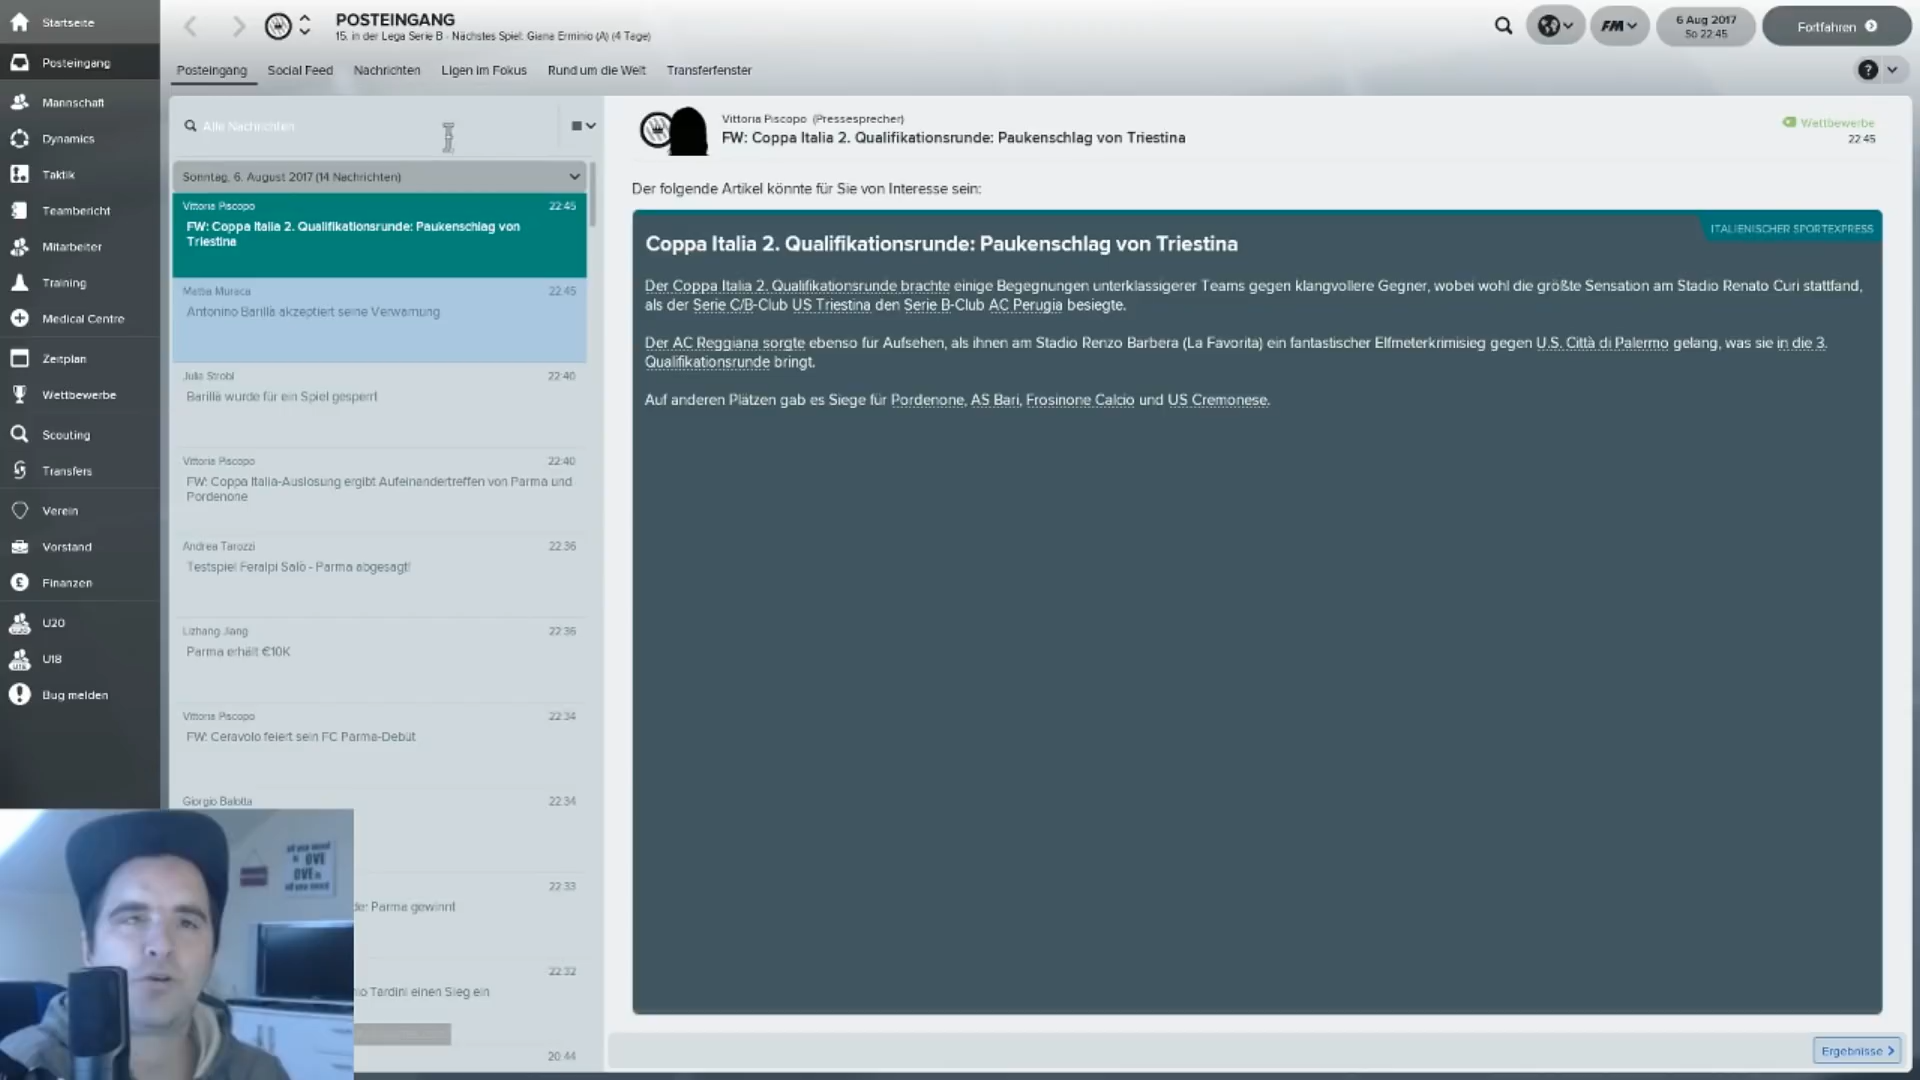 Startseite
Posteingang
Mannschaft
Dynamics
Taktik
Teambericht
Mitarbeiter
Training
Medical Centre
Zeitplan
Wettbewerbe
Scouting
Transfers
Verein
Vorstand
Finanzen
U20
U18
Bug melden
POSTEINGANG
15. in der Lega Serie B - Nächstes Spiel: Giana Erminio (A) (4 Tage)
FM
6 Aug 2017
So 22:45
Fortfahren
Posteingang
Social Feed
Nachrichten
Ligen im Fokus
Rund um die Welt
Transferfenster
Alle Nachrichten
Sonntag, 6. August 2017 (14 Nachrichten)
Vittoria Piscopo 22:45
FW: Coppa Italia 2. Qualifikationsrunde: Paukenschlag von
Triestina
Mattia Muraca 22:45
Antonino Barillà akzeptiert seine Verwarnung
Julia Strobl 22:40
Barillà wurde für ein Spiel gesperrt
Vittoria Piscopo 22:40
FW: Coppa Italia-Auslosung ergibt Aufeinandertreffen von Parma und
Pordenone
Andrea Tarozzi 22:36
Testspiel Feralpi Salò - Parma abgesagt!
Lizhang Jiang 22:36
Parma erhält €10K
Vittoria Piscopo 22:34
FW: Ceravolo feiert sein FC Parma-Debüt
Giorgio Balotta 22:34
22:33
de: Parma gewinnt
22:32
Tardini einen Sieg ein
20:44
Vittoria Piscopo (Pressesprecher)
FW: Coppa Italia 2. Qualifikationsrunde: Paukenschlag von Triestina
Wettbewerbe
22:45
Der folgende Artikel könnte für Sie von Interesse sein:
ITALIENISCHER SPORTEXPRESS
Coppa Italia 2. Qualifikationsrunde: Paukenschlag von Triestina
Der Coppa Italia 2. Qualifikationsrunde brachte einige Begegnungen unterklassigerer Teams gegen klangvollere Gegner, wobei wohl die größte Sensation am Stadio Renato Curi stattfand,
als der Serie C/B-Club US Triestina den Serie B-Club AC Perugia besiegte.
Der AC Reggiana sorgte ebenso für Aufsehen, als ihnen am Stadio Renzo Barbera (La Favorita) ein fantastischer Elfmeterkrimisieg gegen U.S. Città di Palermo gelang, was sie in die 3.
Qualifikationsrunde bringt.
Auf anderen Plätzen gab es Siege für Pordenone, AS Bari, Frosinone Calcio und US Cremonese.
Ergebnisse